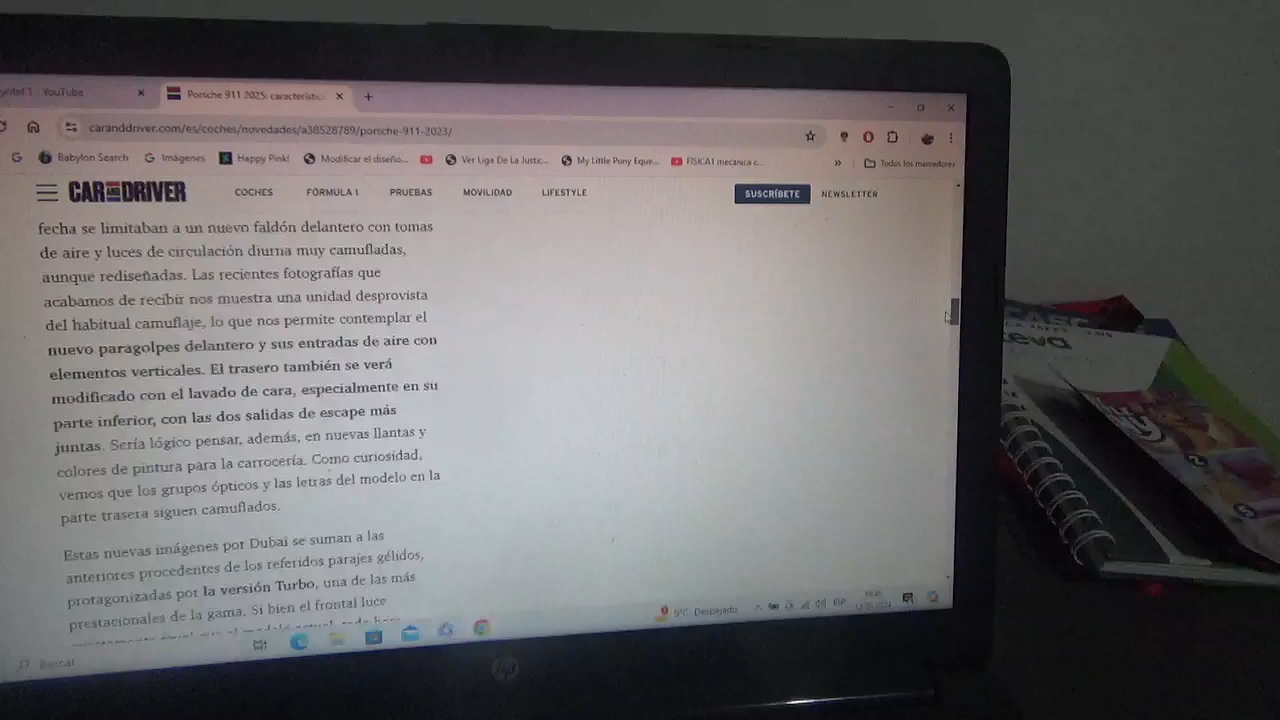 YouTube
Porsche 911 2025: característic
caranddriver.com/es/coches/novedades/a38528789/porsche-911-2023/
G Babylon Search Imágenes Happy Pink! Modificar el diseño... Ver Liga De La Justic... My Little Pony Eque... FISICA1 mecanica c... » Todos los marcadores
CAR AND DRIVER COCHES FÓRMULA 1 PRUEBAS MOVILIDAD LIFESTYLE SUSCRÍBETE NEWSLETTER
fecha se limitaban a un nuevo faldón delantero con tomas
de aire y luces de circulación diurna muy camufladas,
aunque rediseñadas. Las recientes fotografías que
acabamos de recibir nos muestra una unidad desprovista
del habitual camuflaje, lo que nos permite contemplar el
nuevo paragolpes delantero y sus entradas de aire con
elementos verticales. El trasero también se verá
modificado con el lavado de cara, especialmente en su
parte inferior, con las dos salidas de escape más
juntas. Sería lógico pensar, además, en nuevas llantas y
colores de pintura para la carrocería. Como curiosidad,
vemos que los grupos ópticos y las letras del modelo en la
parte trasera siguen camuflados.
Estas nuevas imágenes por Dubai se suman a las
anteriores procedentes de los referidos parajes gélidos,
protagonizadas por la versión Turbo, una de las más
prestacionales de la gama. Si bien el frontal luce
Buscar
9°C Despejado ESP
hp